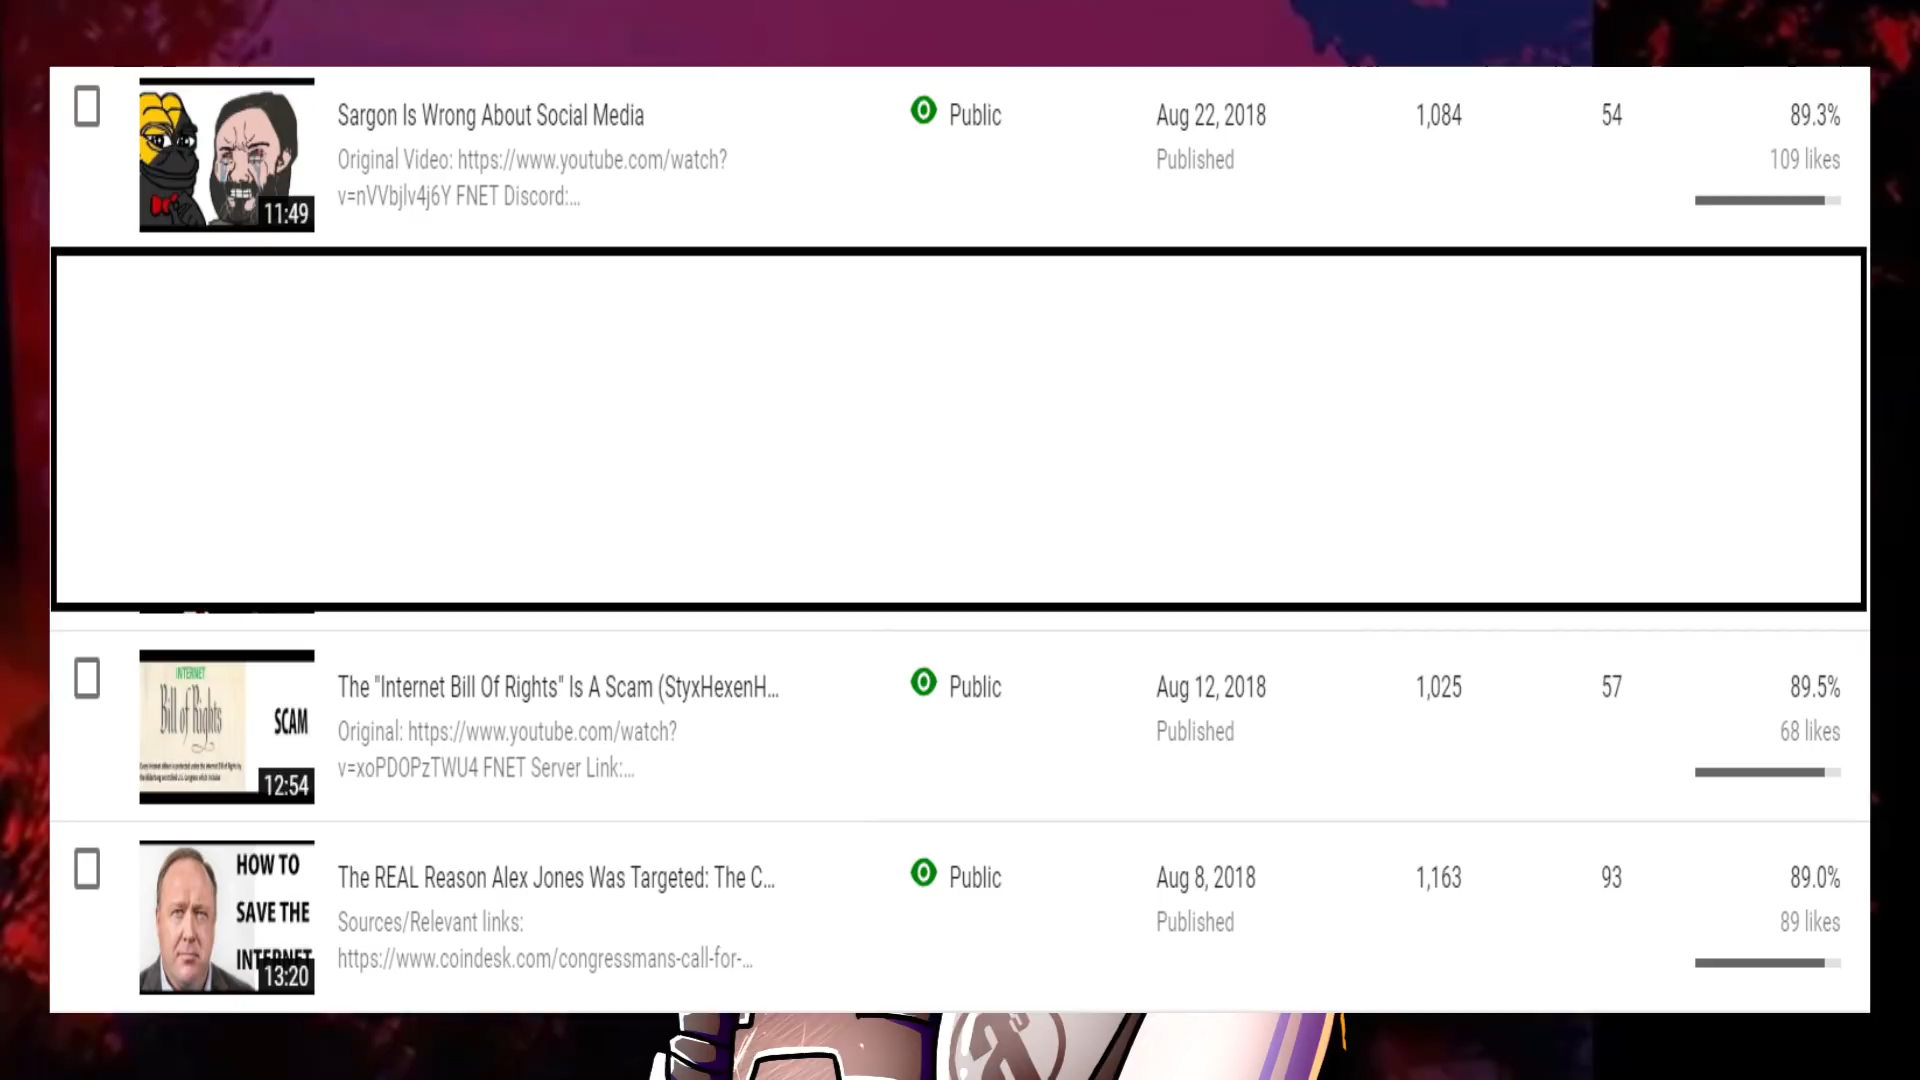 Sargon Is Wrong About Social Media
Public
Aug 22, 2018
1,084
54
89.3%
Original Video: https://www.youtube.com/watch?
Published
109 likes
v=nVVbjlv4j6Y FNET Discord:...
11:49
INTERNET
Bill of Rights
SCAM
12:54
The "Internet Bill Of Rights" Is A Scam (StyxHexenH...
Public
Aug 12, 2018
1,025
57
89.5%
Original: https://www.youtube.com/watch?
Published
68 likes
v=xoPDOPzTWU4 FNET Server Link:...
HOW TO
SAVE THE
INTERNET
13:20
The REAL Reason Alex Jones Was Targeted: The C...
Public
Aug 8, 2018
1,163
93
89.0%
Sources/Relevant links:
Published
89 likes
https://www.coindesk.com/congressmans-call-for-...